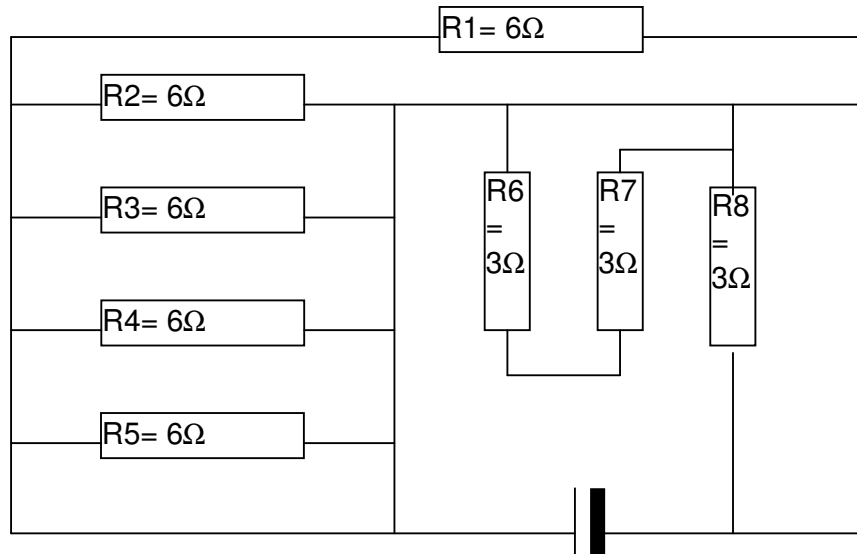 R1= 6Ω
R2= 6Ω
R3= 6Ω
R4= 6Ω
R5= 6Ω
R6
=
3Ω
R7
=
3Ω
R8
=
3Ω